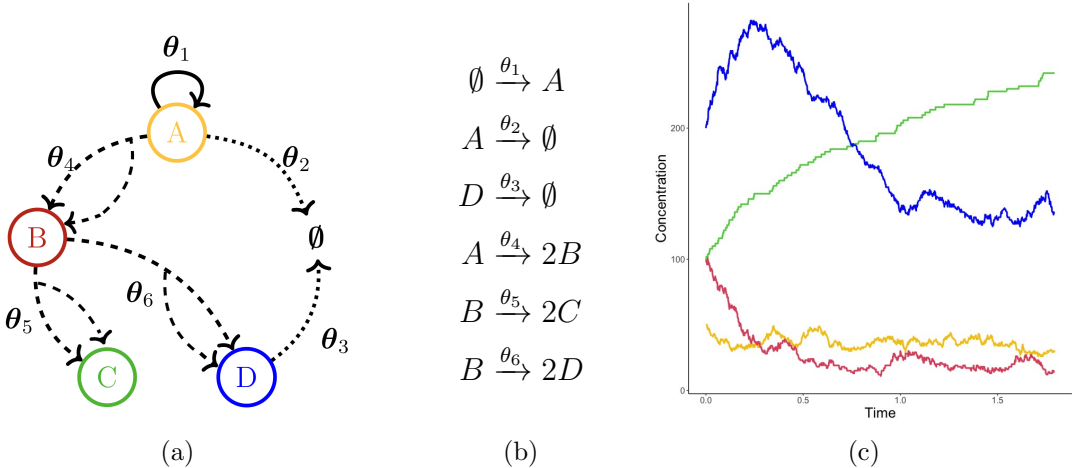 θ₁
A
θ₄
θ₂
B
∅
θ₆
θ₅
θ₃
C
D
(a)
∅ →^{θ₁} A
A →^{θ₂} ∅
D →^{θ₃} ∅
A →^{θ₄} 2B
B →^{θ₅} 2C
B →^{θ₆} 2D
(b)
Concentration
200
100
0
0.0 0.5 1.0 1.5
Time
(c)